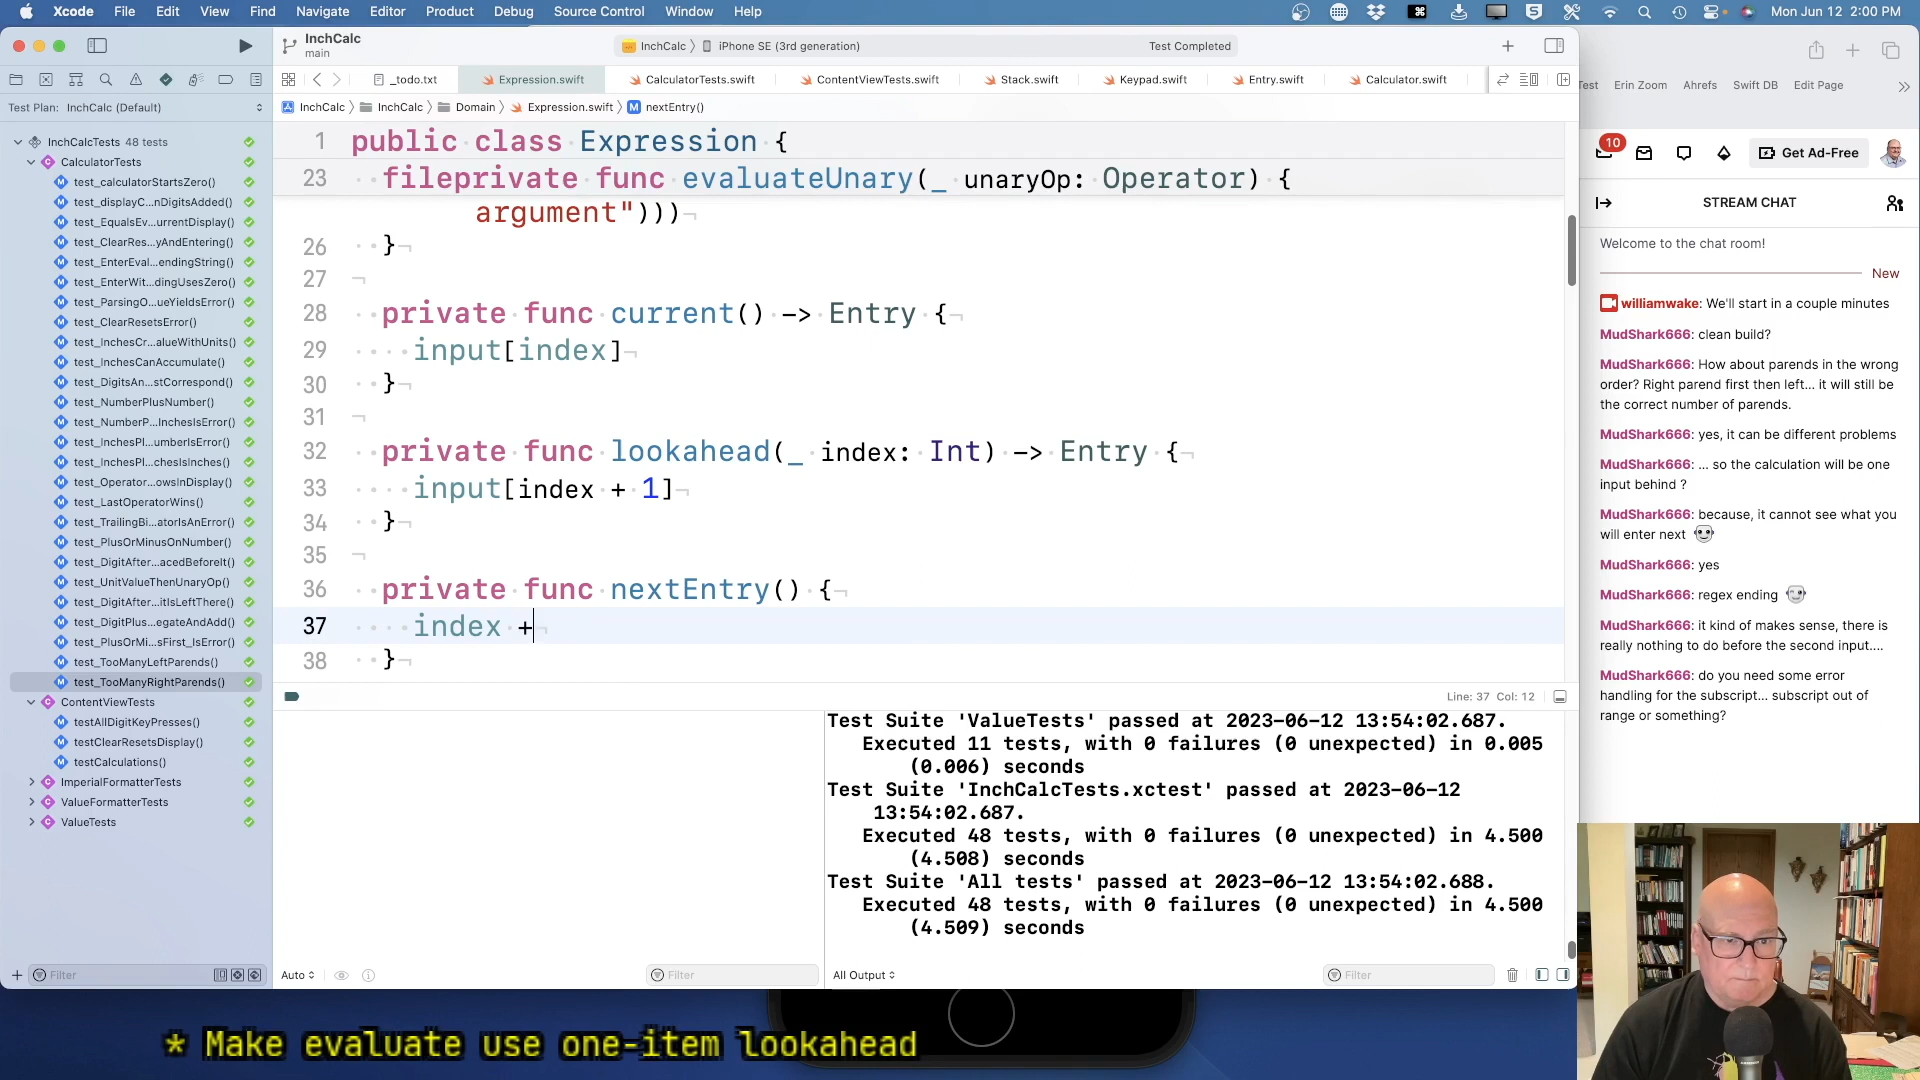 Xcode File Edit View Find Navigate Editor Product Debug Source Control Window Help Mon Jun 12 2:00 PM
InchCalc
main
InchCalc iPhone SE (3rd generation) Test Completed
_todo.txt Expression.swift CalculatorTests.swift ContentViewTests.swift Stack.swift Keypad.swift Entry.swift Calculator.swift
Test Plan: InchCalc (Default)
InchCalc InchCalc Domain Expression.swift M nextEntry()
InchCalcTests 48 tests
CalculatorTests
test_calculatorStartsZero()
test_displayC...nDigitsAdded()
test_EqualsEv...urrentDisplay()
test_ClearRes...yAndEntering()
test_EnterEval...endingString()
test_EnterWit...dingUsesZero()
test_ParsingO...ueYieldsError()
test_ClearResetsError()
test_InchesCr...alueWithUnits()
test_InchesCanAccumulate()
test_DigitsAn...stCorrespond()
test_NumberPlusNumber()
test_NumberP...InchesIsError()
test_InchesPl...umberIsError()
test_InchesPl...chesIsInches()
test_Operator...owsInDisplay()
test_LastOperatorWins()
test_TrailingBi...atorIsAnError()
test_PlusOrMinusOnNumber()
test_DigitAfter...acedBeforeIt()
test_UnitValueThenUnaryOp()
test_DigitAfter...itIsLeftThere()
test_DigitPlus...egateAndAdd()
test_PlusOrMi...sFirst_IsError()
test_TooManyLeftParends()
test_TooManyRightParends()
ContentViewTests
testAllDigitKeyPresses()
testClearResetsDisplay()
testCalculations()
ImperialFormatterTests
ValueFormatterTests
ValueTests
Filter
1 public class Expression {
23 fileprivate func evaluateUnary(_ unaryOp: Operator) {
argument")))
26 }
27
28 private func current() -> Entry {
29 input[index]
30 }
31
32 private func lookahead(_ index: Int) -> Entry {
33 input[index + 1]
34 }
35
36 private func nextEntry() {
37 index +
38 }
Line: 37 Col: 12
Test Suite 'ValueTests' passed at 2023-06-12 13:54:02.687.
Executed 11 tests, with 0 failures (0 unexpected) in 0.005
(0.006) seconds
Test Suite 'InchCalcTests.xctest' passed at 2023-06-12
13:54:02.687.
Executed 48 tests, with 0 failures (0 unexpected) in 4.500
(4.508) seconds
Test Suite 'All tests' passed at 2023-06-12 13:54:02.688.
Executed 48 tests, with 0 failures (0 unexpected) in 4.500
(4.509) seconds
Auto Filter All Output Filter
Test Erin Zoom Ahrefs Swift DB Edit Page
10 Get Ad-Free
STREAM CHAT
Welcome to the chat room!
New
williamwake: We'll start in a couple minutes
MudShark666: clean build?
MudShark666: How about parends in the wrong
order? Right parend first then left... it will still be
the correct number of parends.
MudShark666: yes, it can be different problems
MudShark666: ... so the calculation will be one
input behind ?
MudShark666: because, it cannot see what you
will enter next
MudShark666: yes
MudShark666: regex ending
MudShark666: it kind of makes sense, there is
really nothing to do before the second input....
MudShark666: do you need some error
handling for the subscript... subscript out of
range or something?
* Make evaluate use one-item lookahead